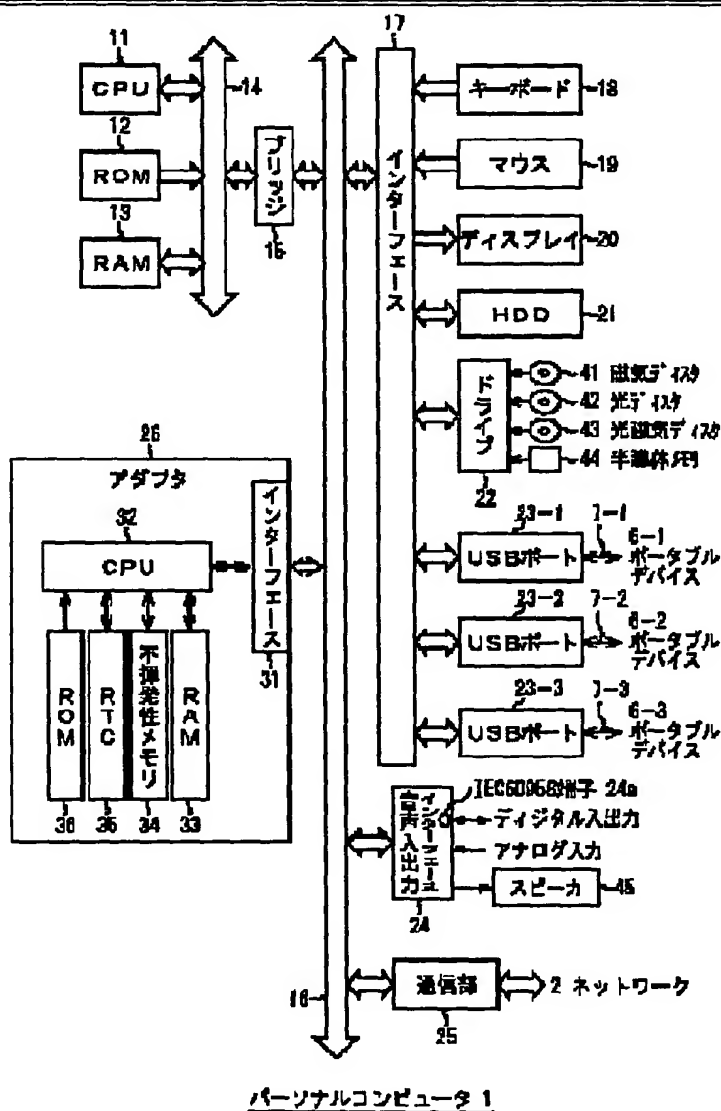 11
CPU
12
ROM
13
RAM
14
ブリッジ
15
16
17
インターフェース
キーボード 18
マウス 19
ディスプレイ 20
HDD 21
ドライブ
22
41 磁気ディスク
42 光ディスク
43 光磁気ディスク
44 半導体メモリ
23-1
USBポート
7-1
6-1
ポータブル
デバイス
23-2
USBポート
7-2
6-2
ポータブル
デバイス
23-3
USBポート
7-3
6-3
ポータブル
デバイス
26
アダプタ
32
CPU
インターフェース
31
ROM
36
RTC
35
不揮発性メモリ
34
RAM
33
IEC60958端子 24a
音声入出力
インターフェース
24
ディジタル入出力
アナログ入力
スピーカ 45
通信部
25
2 ネットワーク
パーソナルコンピュータ 1